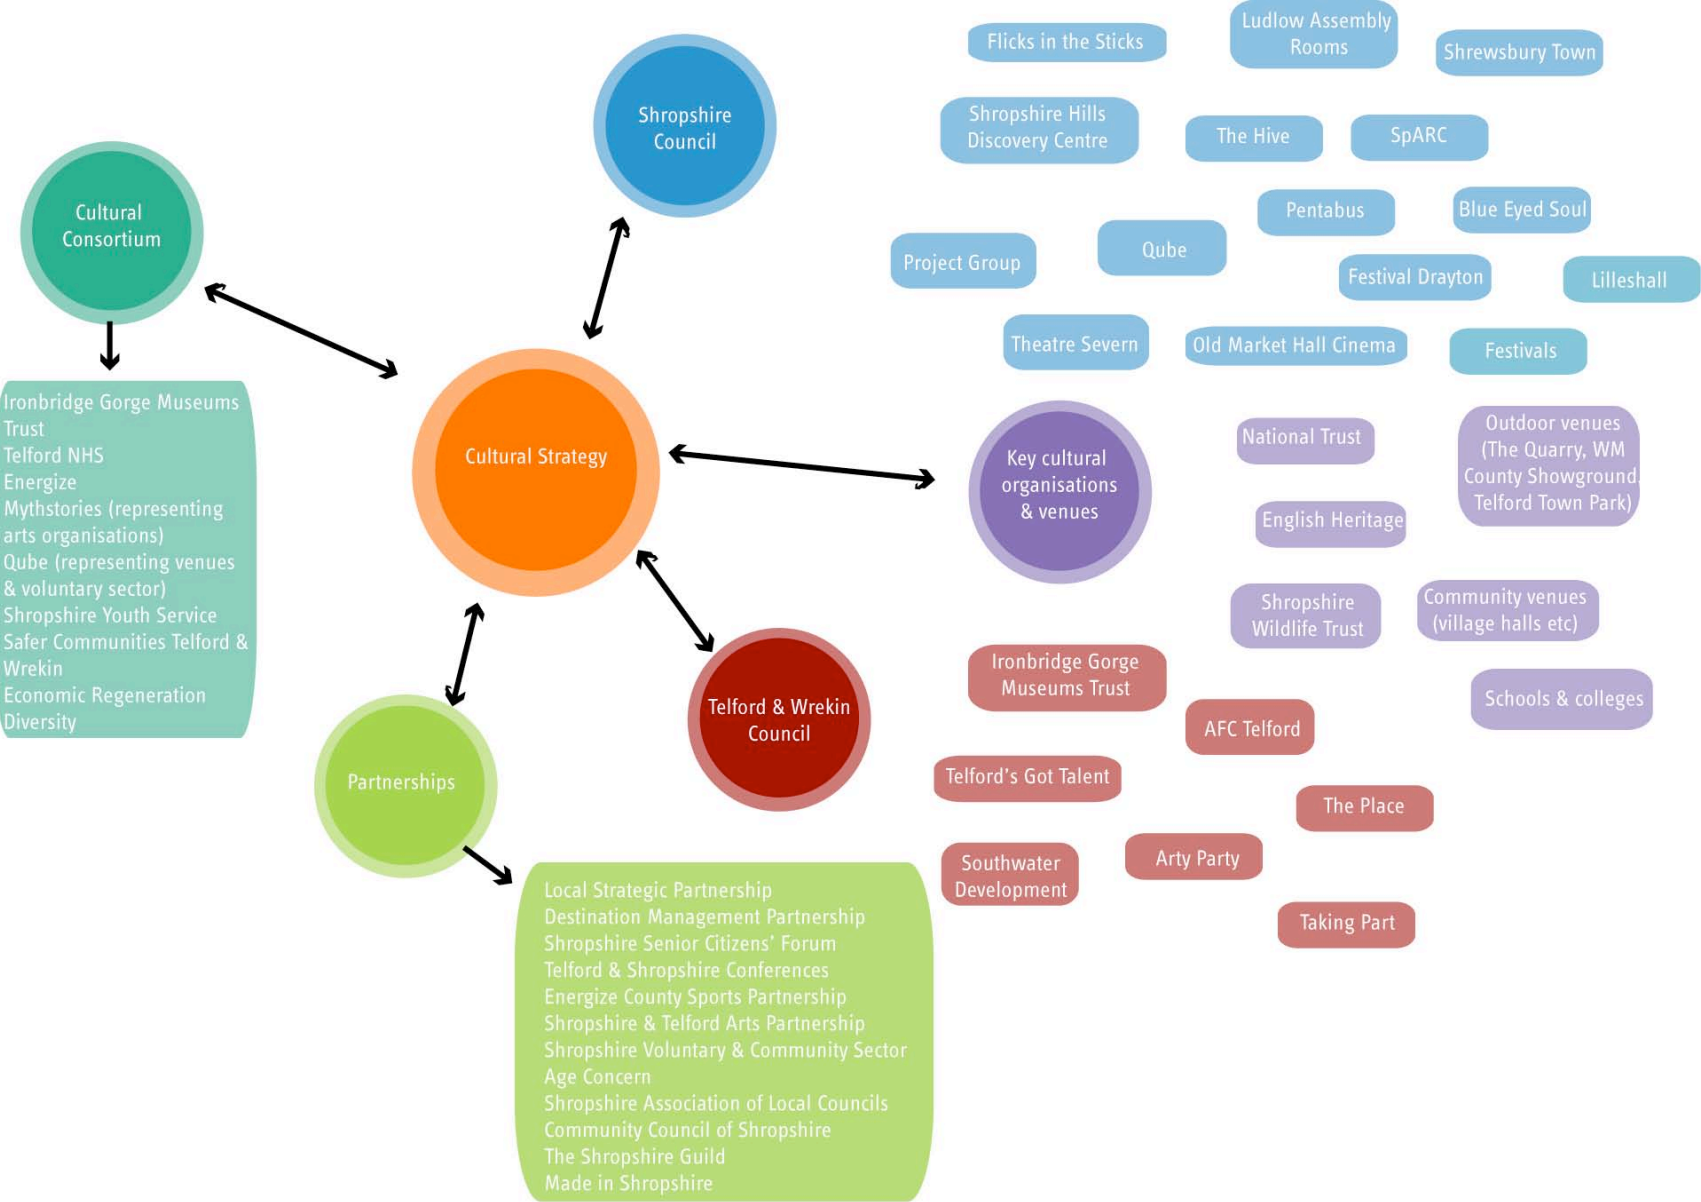 Flicks in the Sticks
Ludlow Assembly
Rooms
Shrewsbury Town
Shropshire
Council
Shropshire Hills
Discovery Centre
The Hive
SpARC
Cultural
Consortium
Pentabus
Blue Eyed Soul
Project Group
Qube
Festival Drayton
Lilleshall
Theatre Severn
Old Market Hall Cinema
Festivals
Ironbridge Gorge Museums
Trust
Telford NHS
Energize
Mythstories (representing
arts organisations)
Qube (representing venues
& voluntary sector)
Shropshire Youth Service
Safer Communities Telford &
Wrekin
Economic Regeneration
Diversity
Cultural Strategy
Key cultural
organisations
& venues
National Trust
Outdoor venues
(The Quarry, WM
County Showground,
Telford Town Park)
English Heritage
Shropshire
Wildlife Trust
Community venues
(village halls etc)
Schools & colleges
Ironbridge Gorge
Museums Trust
AFC Telford
Telford & Wrekin
Council
Telford's Got Talent
The Place
Partnerships
Southwater
Development
Arty Party
Taking Part
Local Strategic Partnership
Destination Management Partnership
Shropshire Senior Citizens' Forum
Telford & Shropshire Conferences
Energize County Sports Partnership
Shropshire & Telford Arts Partnership
Shropshire Voluntary & Community Sector
Age Concern
Shropshire Association of Local Councils
Community Council of Shropshire
The Shropshire Guild
Made in Shropshire